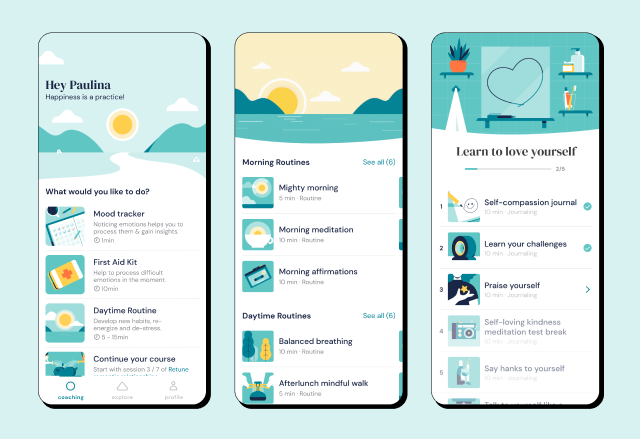 Hey Paulina
Happiness is a practice!
What would you like to do?
Mood tracker
Noticing emotions helps you to
process them & gain insights.
1min
First Aid Kit
Help to process difficult
emotions in the moment.
10min
Daytime Routine
Develop new habits, re-
energize and de-stress.
5 – 15min
Continue your course
Start with session 3 / 7 of Retune
coaching
explore
profile
Morning Routines
See all (6)
Mighty morning
5 min · Routine
Morning meditation
10 min · Routine
Morning affirmations
10 min · Routine
Daytime Routines
See all (6)
Balanced breathing
10 min · Routine
Afterlunch mindful walk
10 min · Routine
Learn to love yourself
2/5
1
Self-compassion journal
10 min · Journaling
2
Learn your challenges
10 min · Journaling
3
Praise yourself
10 min · Journaling
4
Self-loving kindness
meditation test break
10 min · Journaling
5
Say hanks to yourself
10 min · Journaling